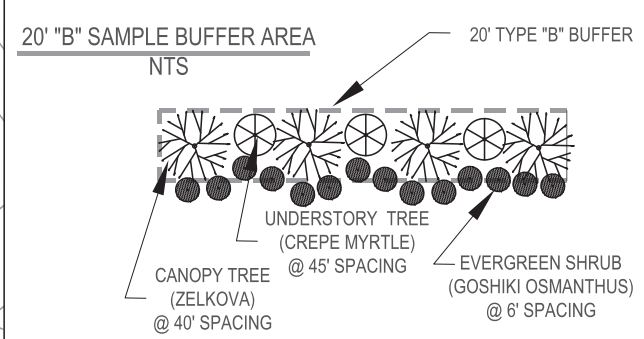 20' "B" SAMPLE BUFFER AREA
NTS
20' TYPE "B" BUFFER
UNDERSTORY TREE
(CREPE MYRTLE)
@ 45' SPACING
CANOPY TREE
(ZELKOVA)
@ 40' SPACING
EVERGREEN SHRUB
(GOSHIKI OSMANTHUS)
@ 6' SPACING